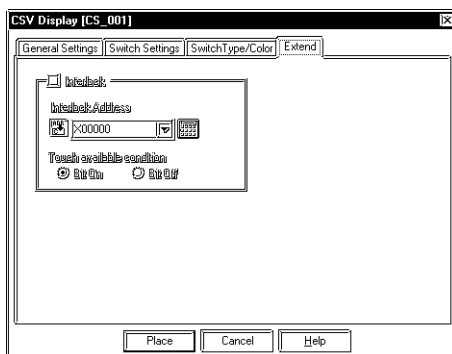 CSV Display [CS_001]
General Settings Switch Settings SwitchType/Color Extend
Interlock
Interlock Address
X00000
Touch available condition
Bit On Bit Off
Place Cancel Help